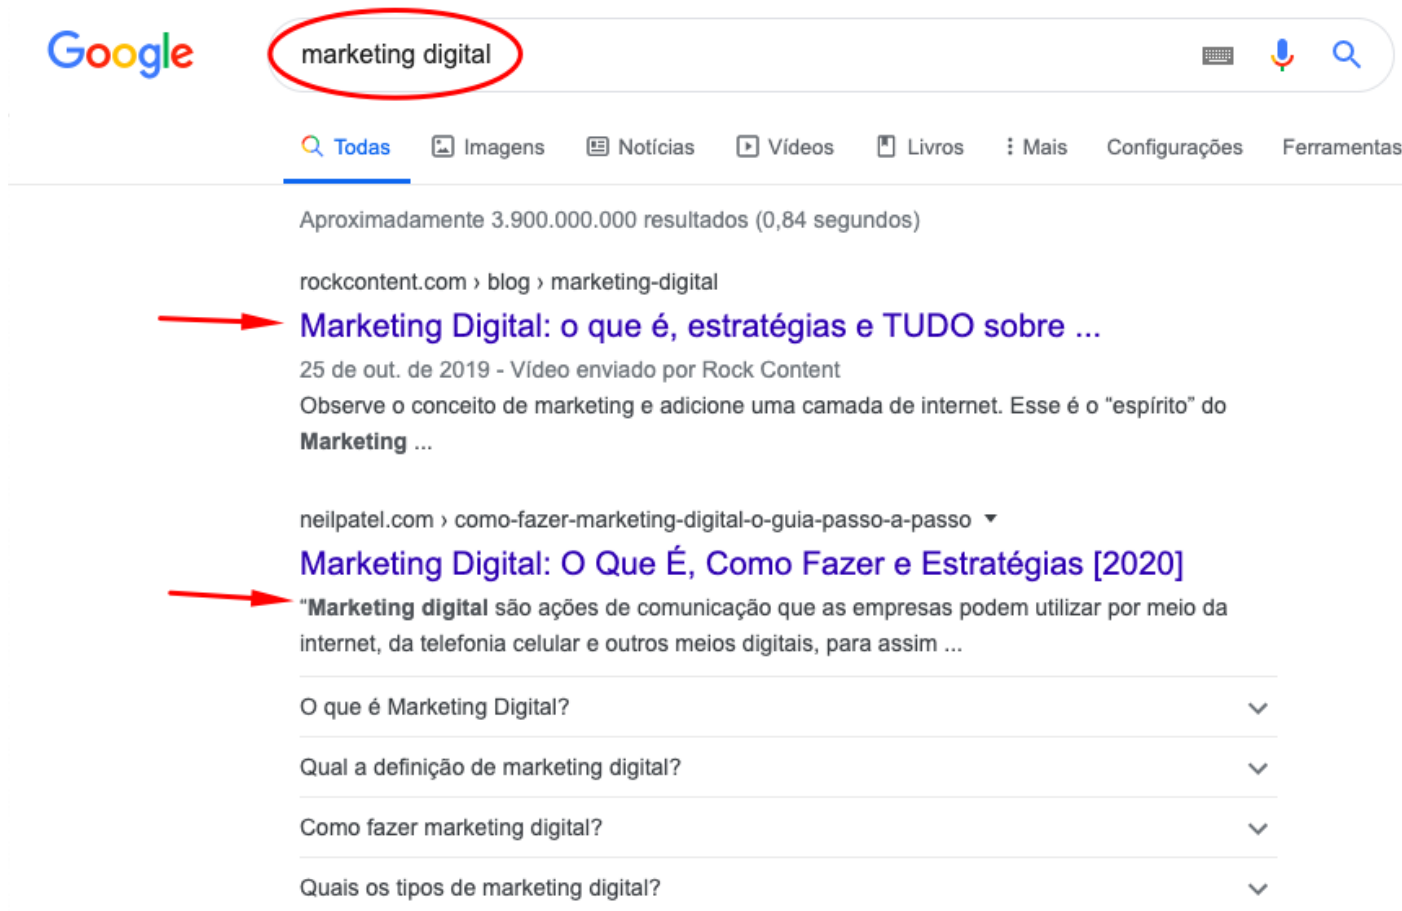 Google
marketing digital
Todas Imagens Notícias Vídeos Livros Mais Configurações Ferramentas
Aproximadamente 3.900.000.000 resultados (0,84 segundos)
rockcontent.com › blog › marketing-digital
Marketing Digital: o que é, estratégias e TUDO sobre ...
25 de out. de 2019 - Vídeo enviado por Rock Content
Observe o conceito de marketing e adicione uma camada de internet. Esse é o “espírito” do
Marketing ...
neilpatel.com › como-fazer-marketing-digital-o-guia-passo-a-passo
Marketing Digital: O Que É, Como Fazer e Estratégias [2020]
“Marketing digital são ações de comunicação que as empresas podem utilizar por meio da
internet, da telefonia celular e outros meios digitais, para assim ...
O que é Marketing Digital?
Qual a definição de marketing digital?
Como fazer marketing digital?
Quais os tipos de marketing digital?